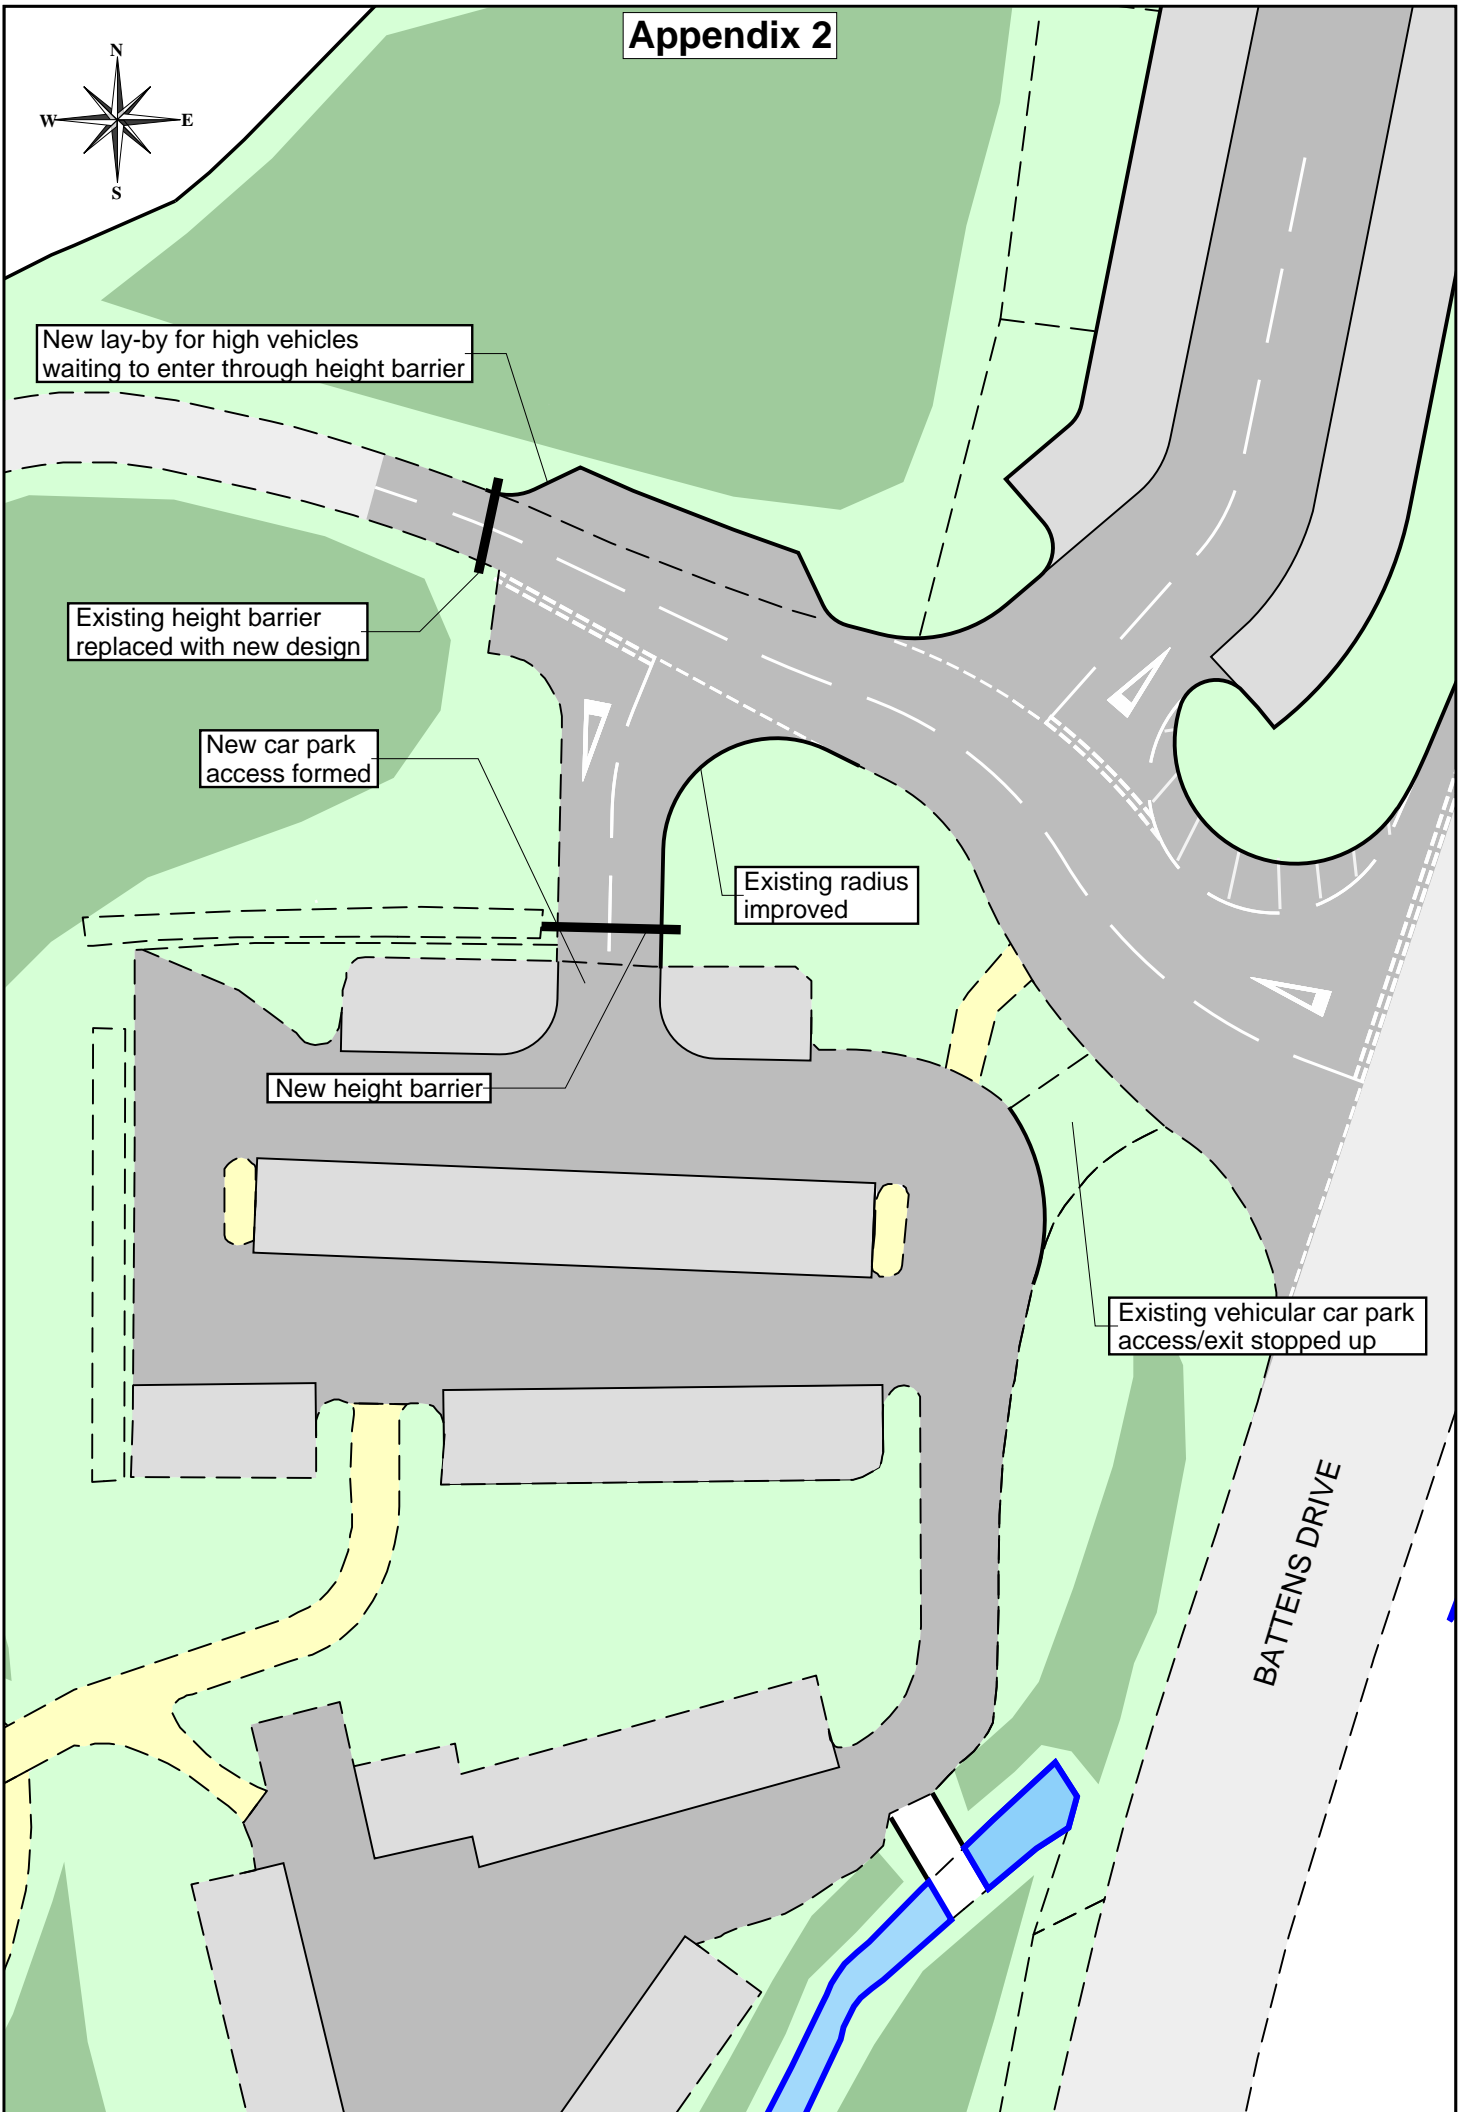 Appendix 2
N
W
E
S
New lay-by for high vehicles
waiting to enter through height barrier
Existing height barrier
replaced with new design
New car park
access formed
Existing radius
improved
New height barrier
Existing vehicular car park
access/exit stopped up
BATTENS DRIVE